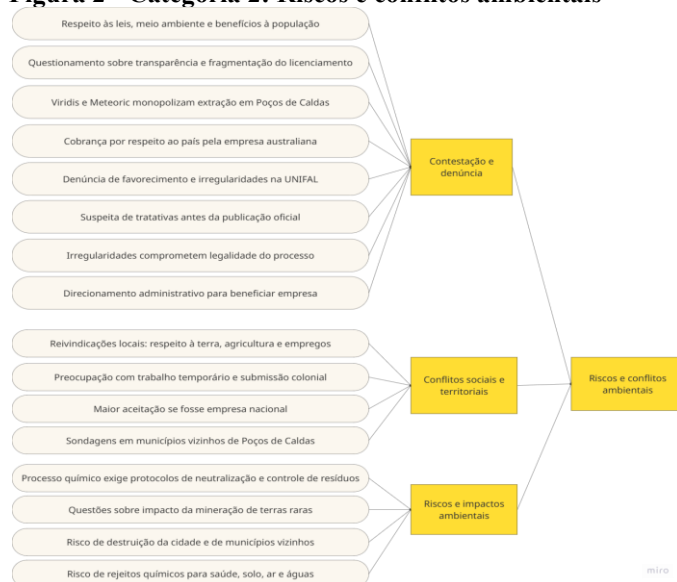 Figura 2 - Categoria 2: Riscos e conflitos ambientais
Respeito às leis, meio ambiente e benefícios à população
Questionamento sobre transparência e fragmentação do licenciamento
Viridis e Meteoric monopolizam extração em Poços de Caldas
Cobrança por respeito ao país pela empresa australiana
Denúncia de favorecimento e irregularidades na UNIFAL
Suspeita de tratativas antes da publicação oficial
Irregularidades comprometem legalidade do processo
Direcionamento administrativo para beneficiar empresa
Contestação e
denúncia
Reivindicações locais: respeito à terra, agricultura e empregos
Preocupação com trabalho temporário e submissão colonial
Maior aceitação se fosse empresa nacional
Sondagens em municípios vizinhos de Poços de Caldas
Conflitos sociais e
territoriais
Riscos e conflitos
ambientais
Processo químico exige protocolos de neutralização e controle de resíduos
Questões sobre impacto da mineração de terras raras
Risco de destruição da cidade e de municípios vizinhos
Risco de rejeitos químicos para saúde, solo, ar e águas
Riscos e impactos
ambientais
miro